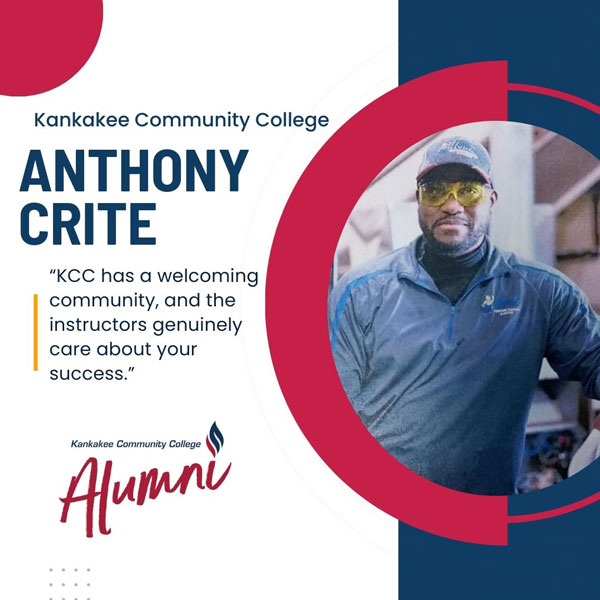 Kankakee Community College
ANTHONY
CRITE
“KCC has a welcoming
community, and the
instructors genuinely
care about your
success.”
Kankakee Community College
Alumni